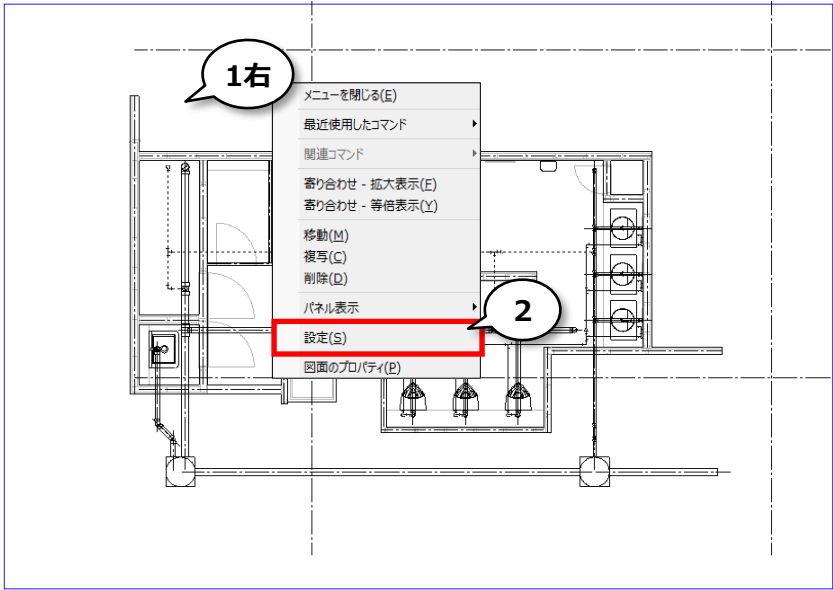 1右
メニューを閉じる(E)
最近使用したコマンド
関連コマンド
寄り合わせ - 拡大表示(F)
寄り合わせ - 等倍表示(Y)
移動(M)
複写(C)
削除(D)
パネル表示
2
設定(S)
図面のプロパティ(P)